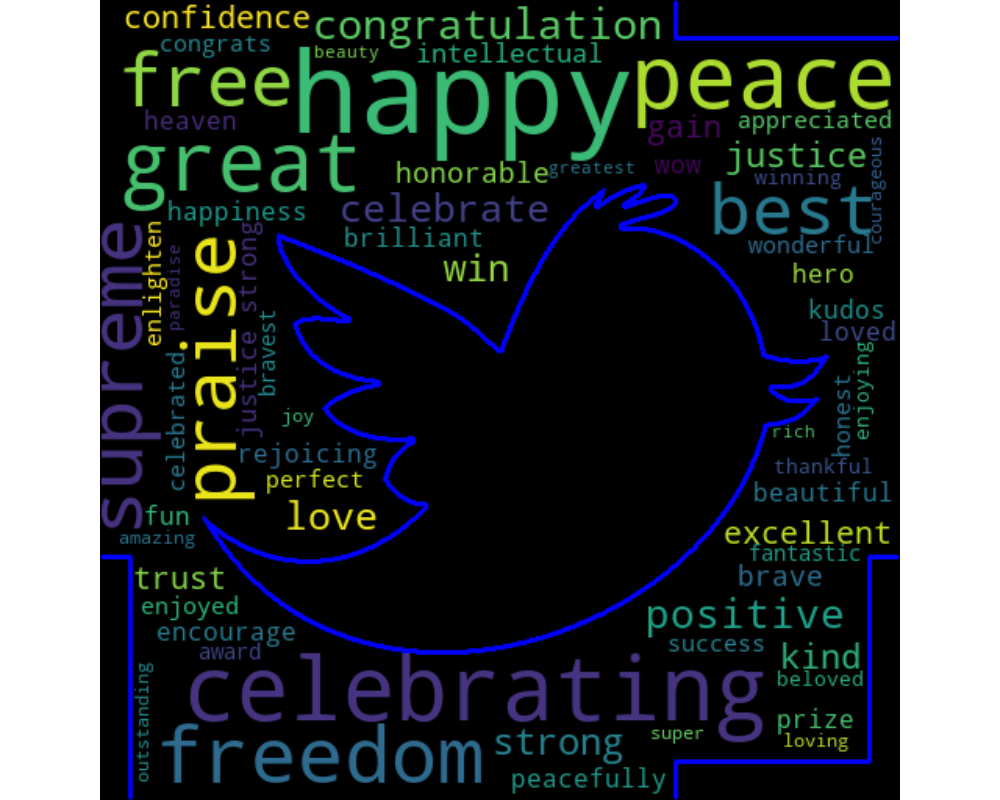 confidence
congratulation
congrats
beauty
intellectual
free
happy
peace
heaven
gain
appreciated
great
honorable
greatest
wow
justice
winning
courageous
happiness
celebrate
best
brilliant
wonderful
win
hero
supreme
enlighten
paradise
praise
justice strong
bravest
celebrated
kudos
loved
enjoying
honest
joy
rich
rejoicing
thankful
perfect
beautiful
love
fun
amazing
excellent
fantastic
trust
brave
enjoyed
positive
encourage
success
award
kind
celebrating
beloved
outstanding
prize
freedom
strong
super
loving
peacefully